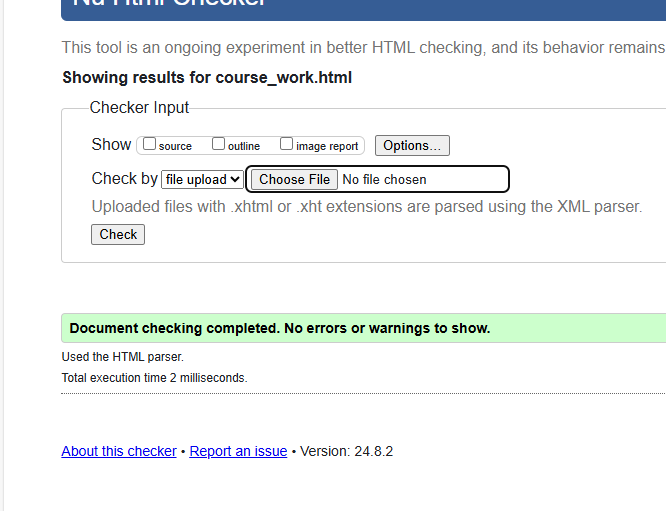 Nu Html Checker
This tool is an ongoing experiment in better HTML checking, and its behavior remains
Showing results for course_work.html
Checker Input
Show source outline image report Options...
Check by file upload Choose File No file chosen
Uploaded files with .xhtml or .xht extensions are parsed using the XML parser.
Check
Document checking completed. No errors or warnings to show.
Used the HTML parser.
Total execution time 2 milliseconds.
About this checker • Report an issue • Version: 24.8.2